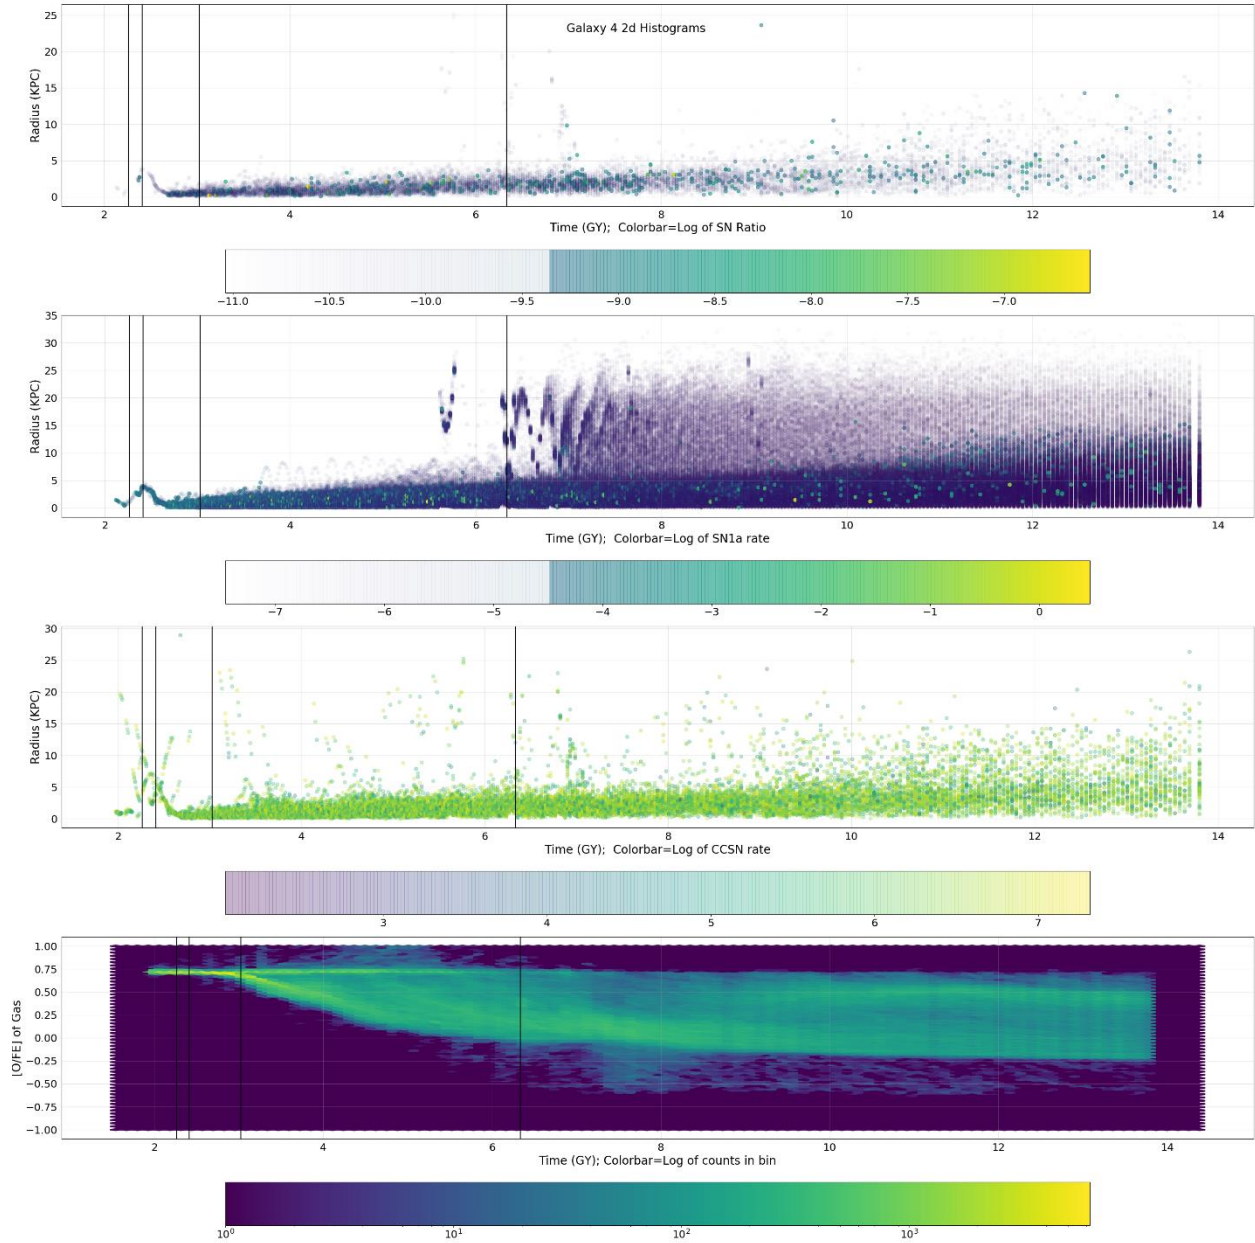 Galaxy 4 2d Histograms
25
20
15
10
5
0
Radius (KPC)
2 4 6 8 10 12 14
Time (GY);  Colorbar=Log of SN Ratio
−11.0 −10.5 −10.0 −9.5 −9.0 −8.5 −8.0 −7.5 −7.0
35
30
25
20
15
10
5
0
Radius (KPC)
2 4 6 8 10 12 14
Time (GY);  Colorbar=Log of SN1a rate
−7 −6 −5 −4 −3 −2 −1 0
30
25
20
15
10
5
0
Radius (KPC)
2 4 6 8 10 12 14
Time (GY);  Colorbar=Log of CCSN rate
3 4 5 6 7
1.00
0.75
0.50
0.25
0.00
−0.25
−0.50
−0.75
−1.00
[O/FE] of Gas
2 4 6 8 10 12 14
Time (GY); Colorbar=Log of counts in bin
10⁰ 10¹ 10² 10³